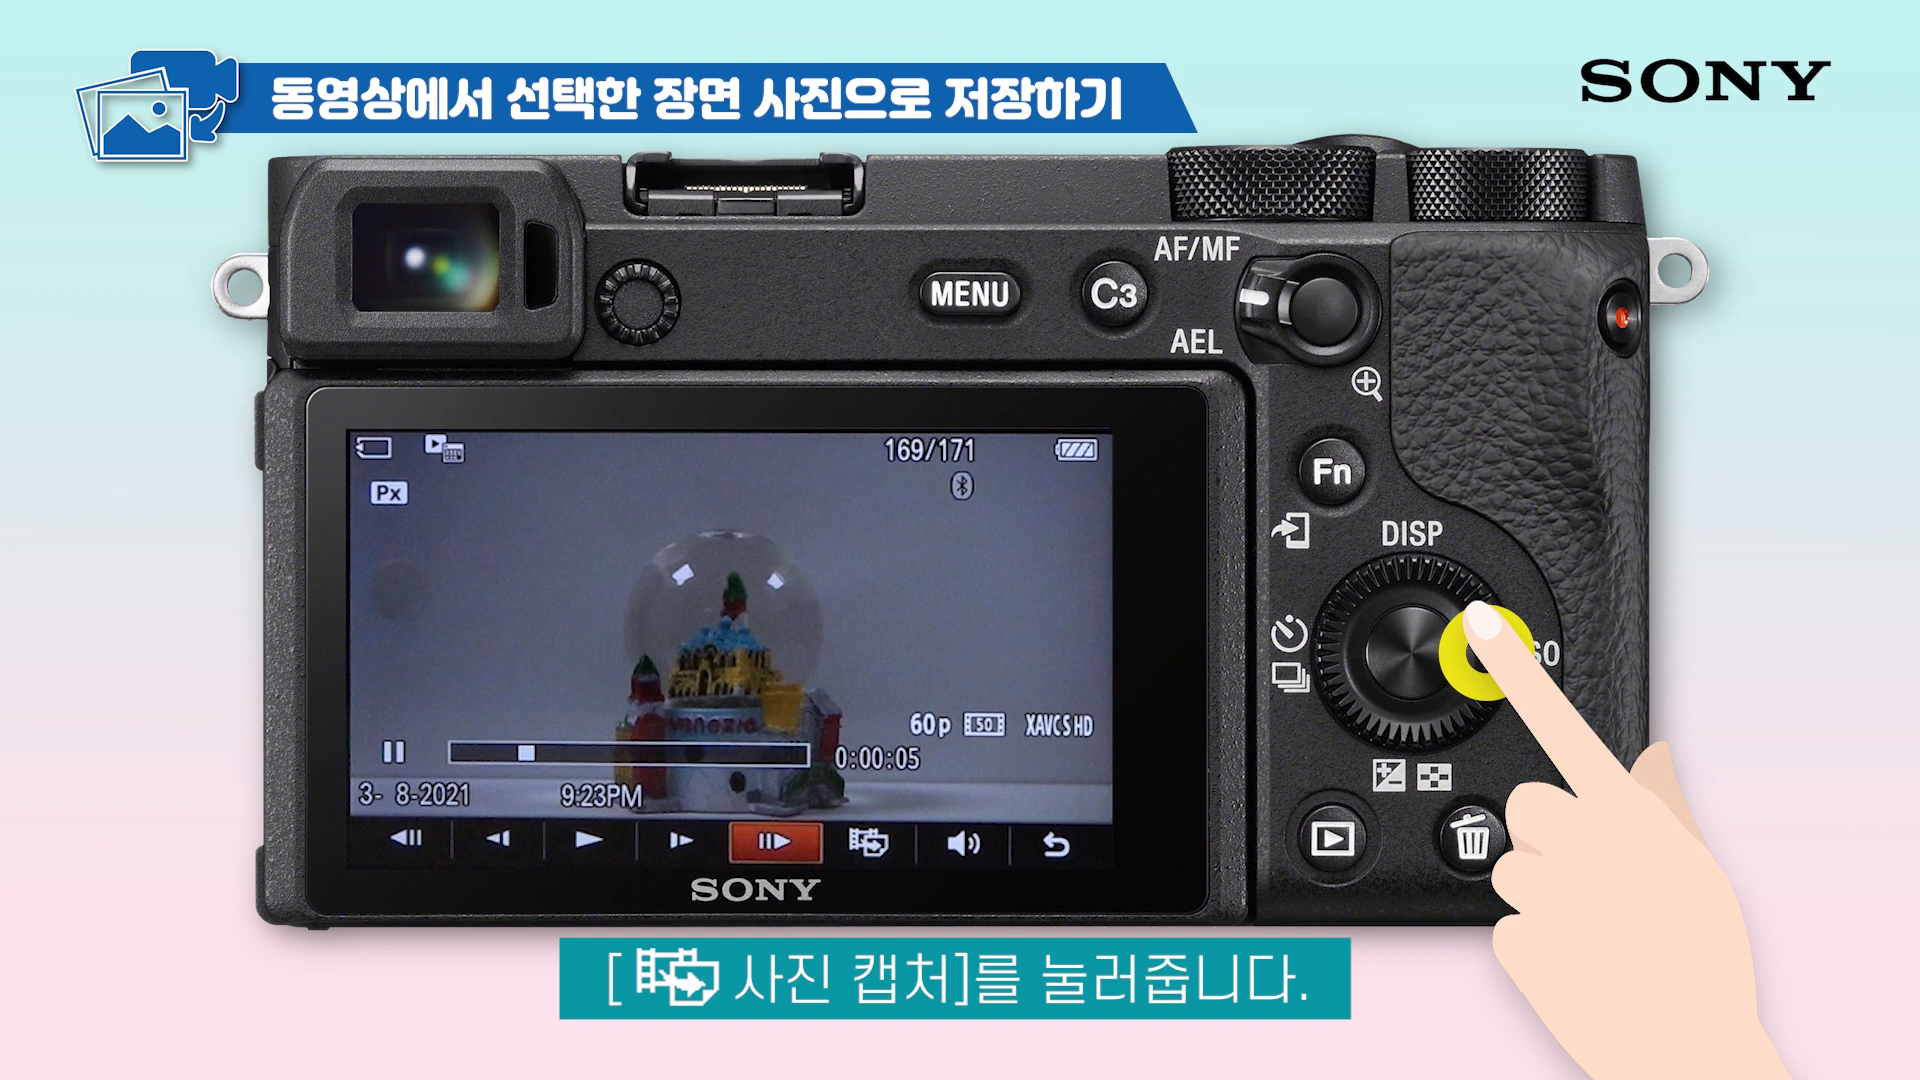 동영상에서 선택한 장면 사진으로 저장하기
SONY
AF/MF
MENU
C3
AEL
169/171
Px
Fn
DISP
60p 50 XAVC S HD
0:00:05
3- 8-2021 9:23PM
SONY
[사진 캡처]를 눌러줍니다.